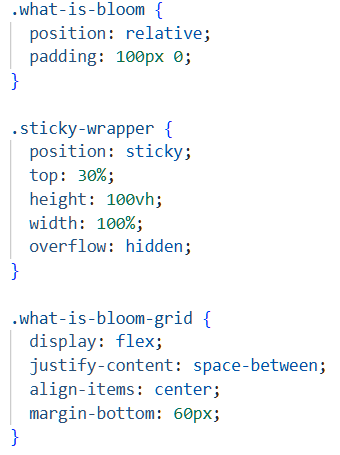 .what-is-bloom {
position: relative;
padding: 100px 0;
}
.sticky-wrapper {
position: sticky;
top: 30%;
height: 100vh;
width: 100%;
overflow: hidden;
}
.what-is-bloom-grid {
display: flex;
justify-content: space-between;
align-items: center;
margin-bottom: 60px;
}